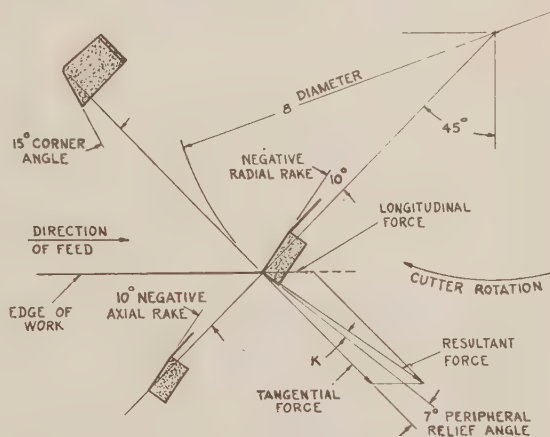 8 DIAMETER
15° CORNER
ANGLE
45°
NEGATIVE
RADIAL RAKE
10°
LONGITUDINAL
FORCE
DIRECTION
OF FEED
CUTTER ROTATION
EDGE OF
WORK
10° NEGATIVE
AXIAL RAKE
K
RESULTANT
FORCE
TANGENTIAL
FORCE
7° PERIPHERAL
RELIEF ANGLE